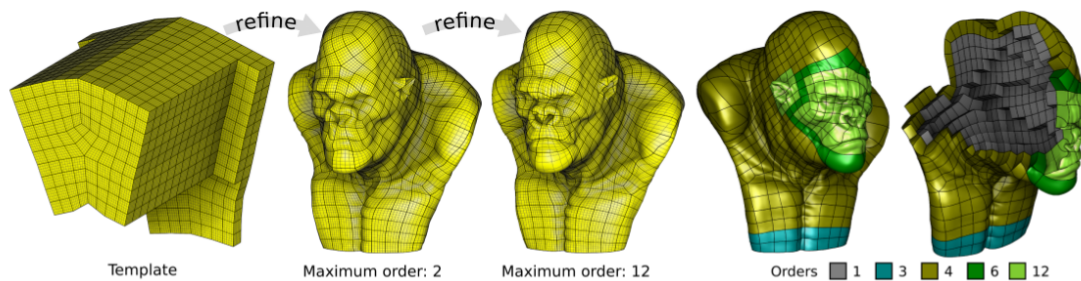 refine
refine
Template
Maximum order: 2
Maximum order: 12
Orders 1 3 4 6 12